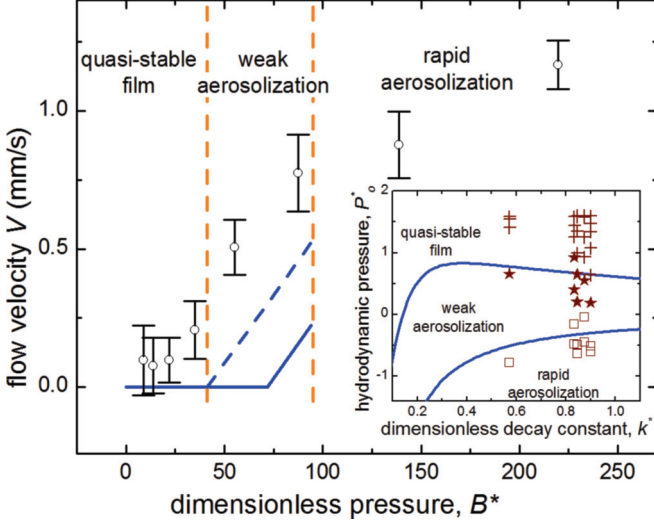 quasi-stable
film
weak
aerosolization
rapid
aerosolization
1.0
0.5
0.0
flow velocity V (mm/s)
0 50 100 150 200 250
dimensionless pressure, B*
hydrodynamic pressure, P*o
2
1
0
-1
quasi-stable
film
weak
aerosolization
rapid
aerosolization
0.2 0.4 0.6 0.8 1.0
dimensionless decay constant, k*